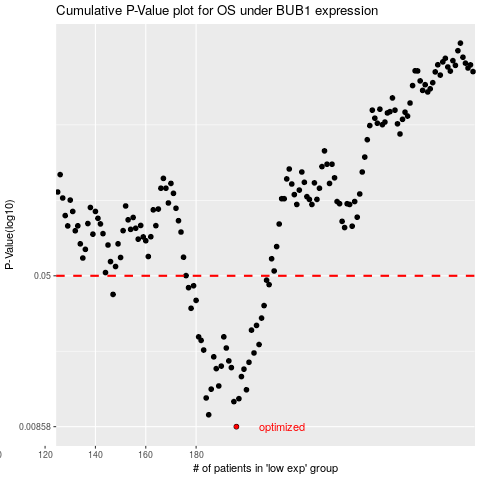 Cumulative P-Value plot for OS under BUB1 expression
P-Value(log10)
0.05
0.00858
optimized
0
120
140
160
180
# of patients in 'low exp' group